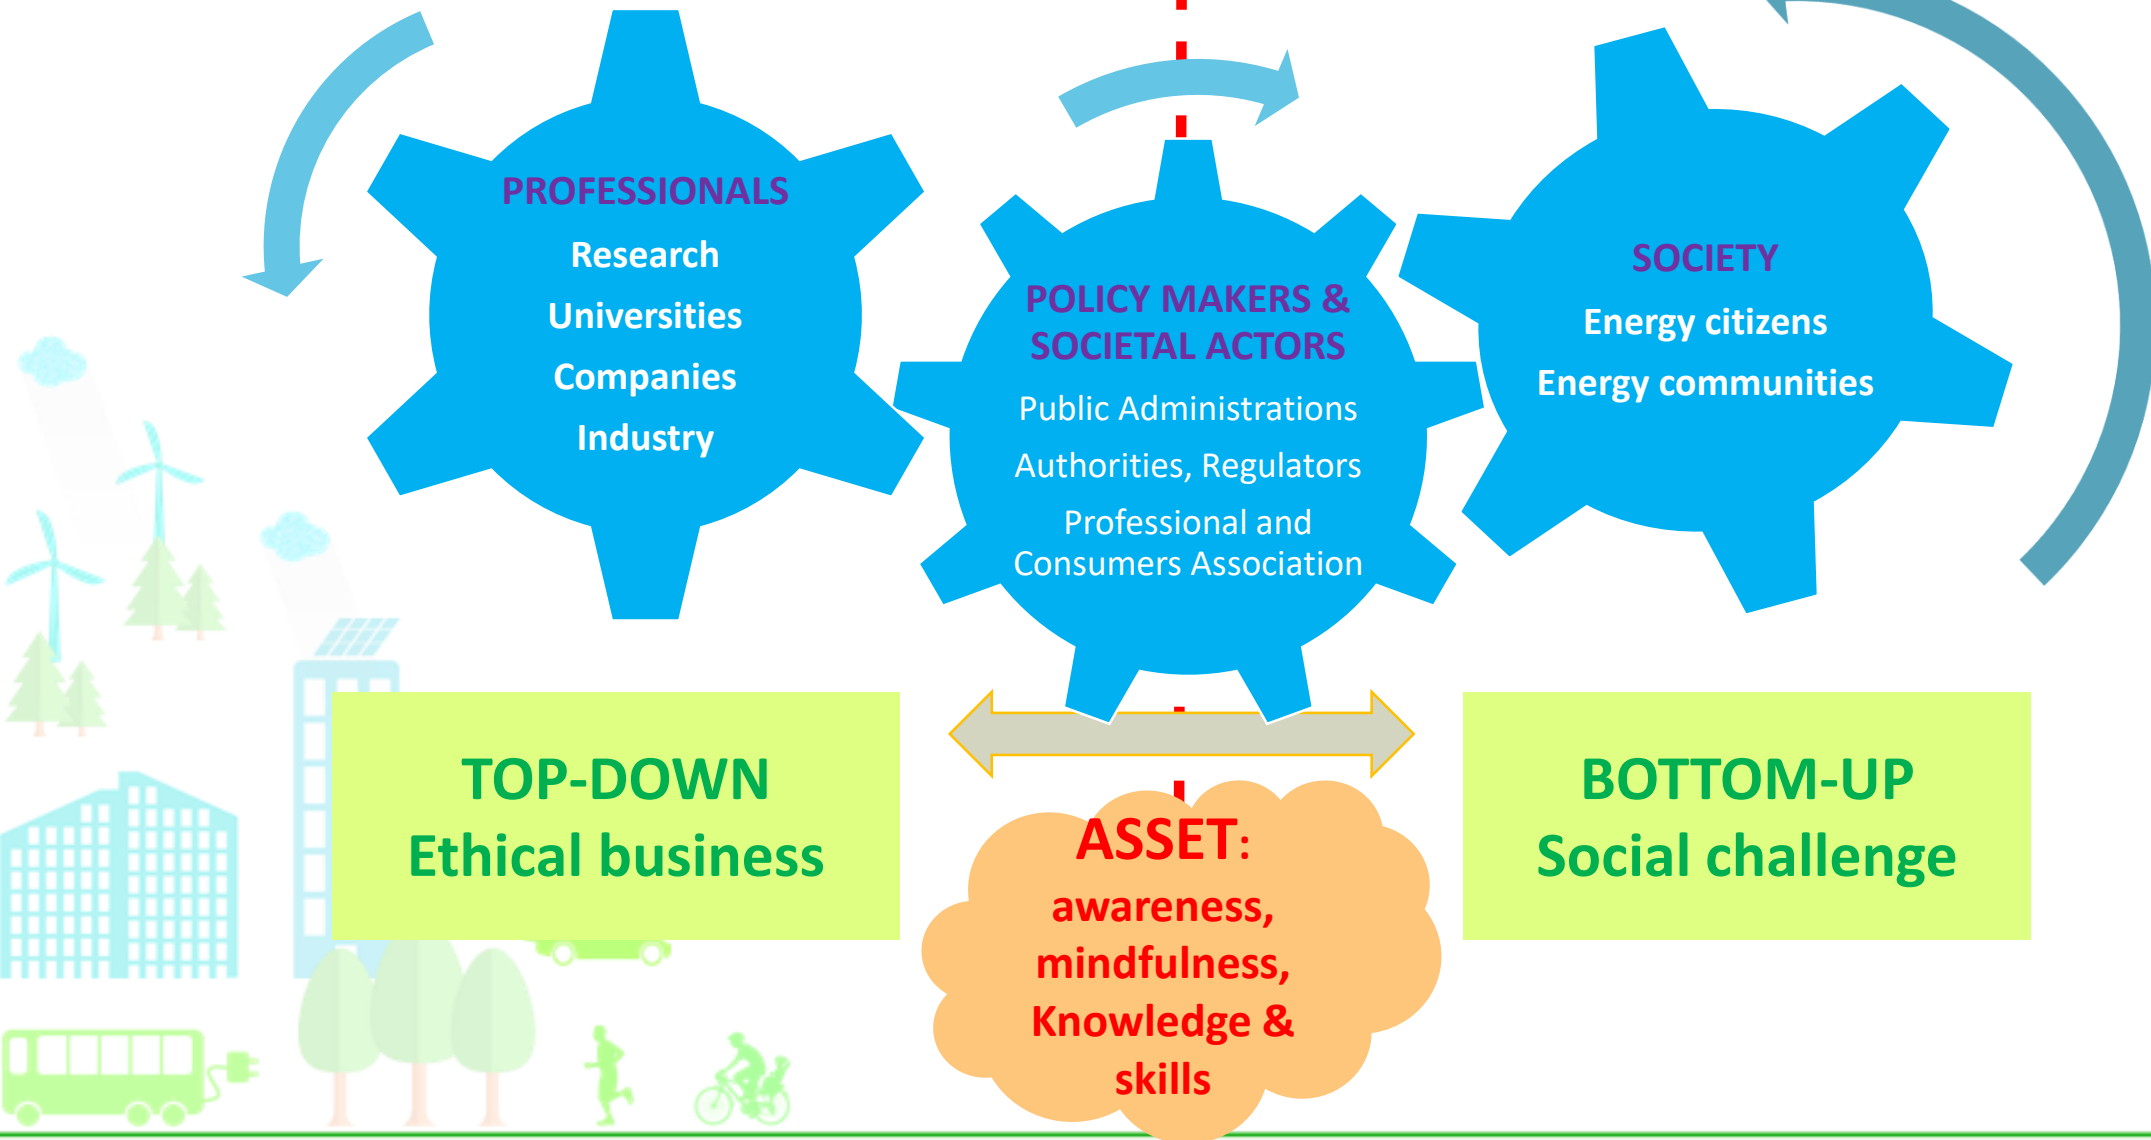 PROFESSIONALS
Research
Universities
Companies
Industry
POLICY MAKERS &
SOCIETAL ACTORS
Public Administrations
Authorities, Regulators
Professional and
Consumers Association
SOCIETY
Energy citizens
Energy communities
TOP-DOWN
Ethical business
ASSET:
awareness,
mindfulness,
Knowledge &
skills
BOTTOM-UP
Social challenge